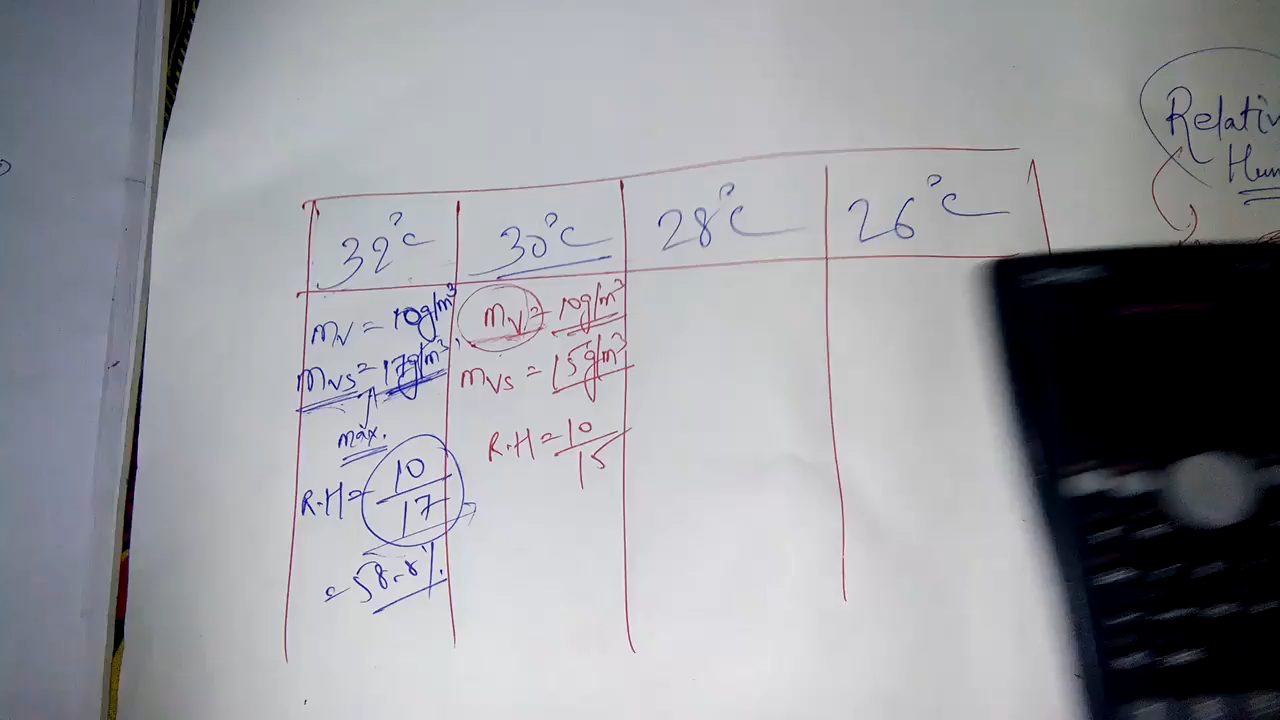 Relativ
Hum
32°C 30°C 28°C 26°C
mv = 10g/m³
mvs = 17g/m³
max.
R.H = 10/17
= 58.8%
mv = 10g/m³
mvs = 15g/m³
R.H = 10/15